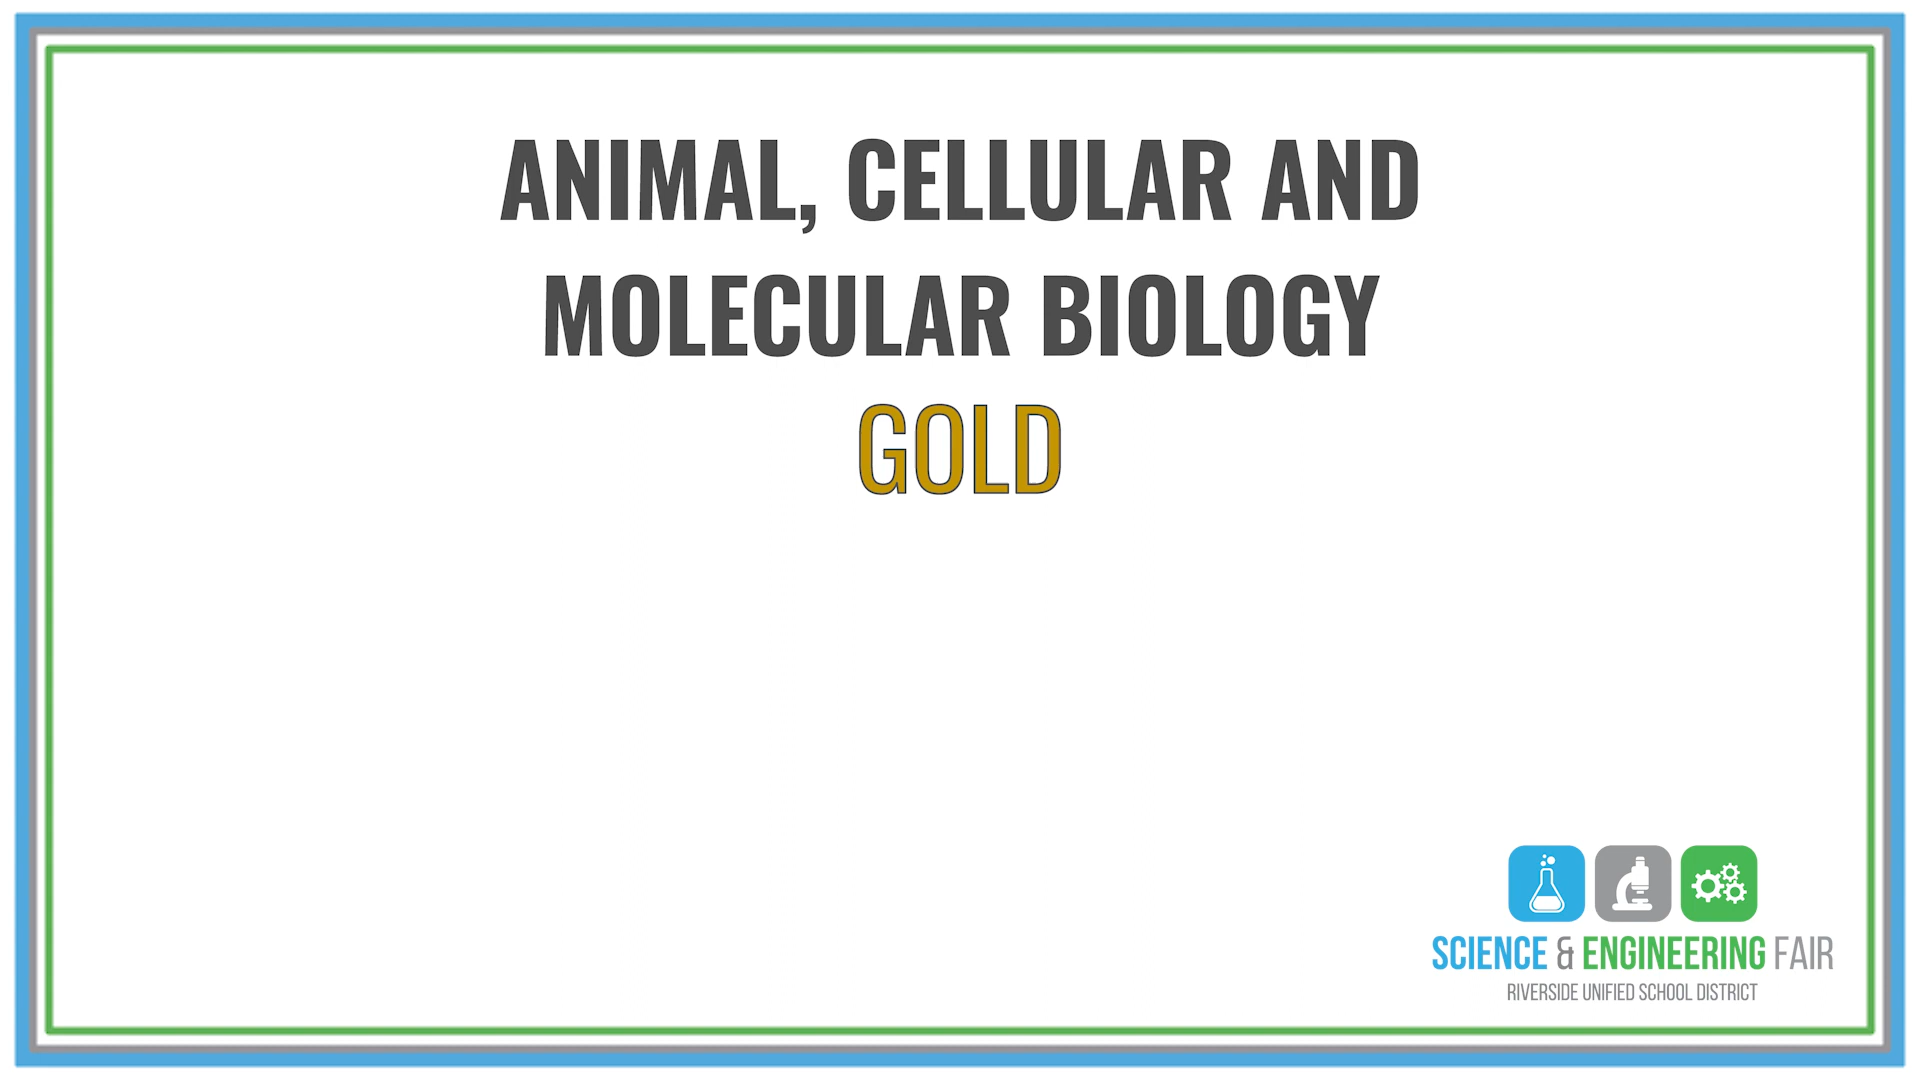 ANIMAL, CELLULAR AND
MOLECULAR BIOLOGY
GOLD
SCIENCE & ENGINEERING FAIR
RIVERSIDE UNIFIED SCHOOL DISTRICT